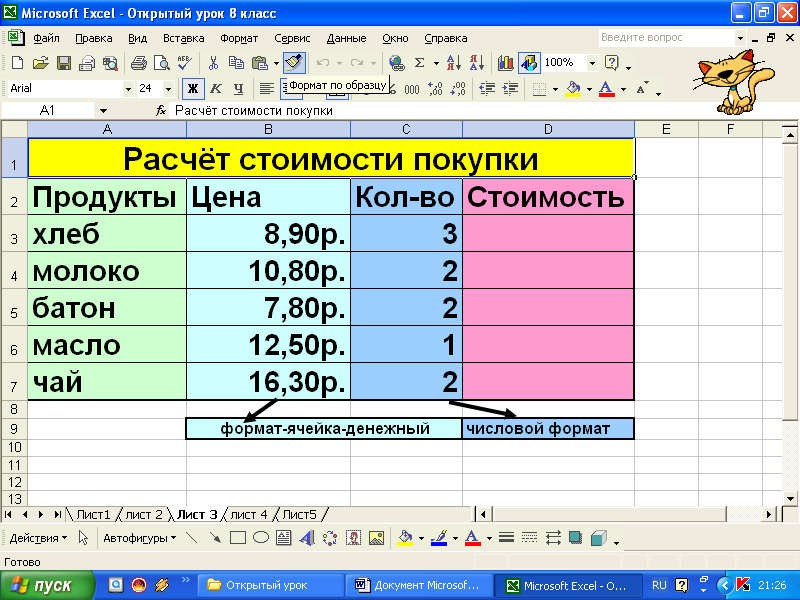 Microsoft Excel - Открытый урок 8 класс
Файл Правка Вид Вставка Формат Сервис Данные Окно Справка Введите вопрос
100%
Arial 24 Ж К Ч 000
Формат по образцу
A1 fx Расчёт стоимости покупки
A B C D E F
1 Расчёт стоимости покупки
2 Продукты Цена Кол-во Стоимость
3 хлеб 8,90р. 3
4 молоко 10,80р. 2
5 батон 7,80р. 2
6 масло 12,50р. 1
7 чай 16,30р. 2
8
9 формат-ячейка-денежный числовой формат
10
11
12
13
Лист1 лист 2 Лист 3 лист 4 Лист5
Действия Автофигуры
Готово
пуск Открытый урок Документ Microsof... Microsoft Excel - О... RU 21:26